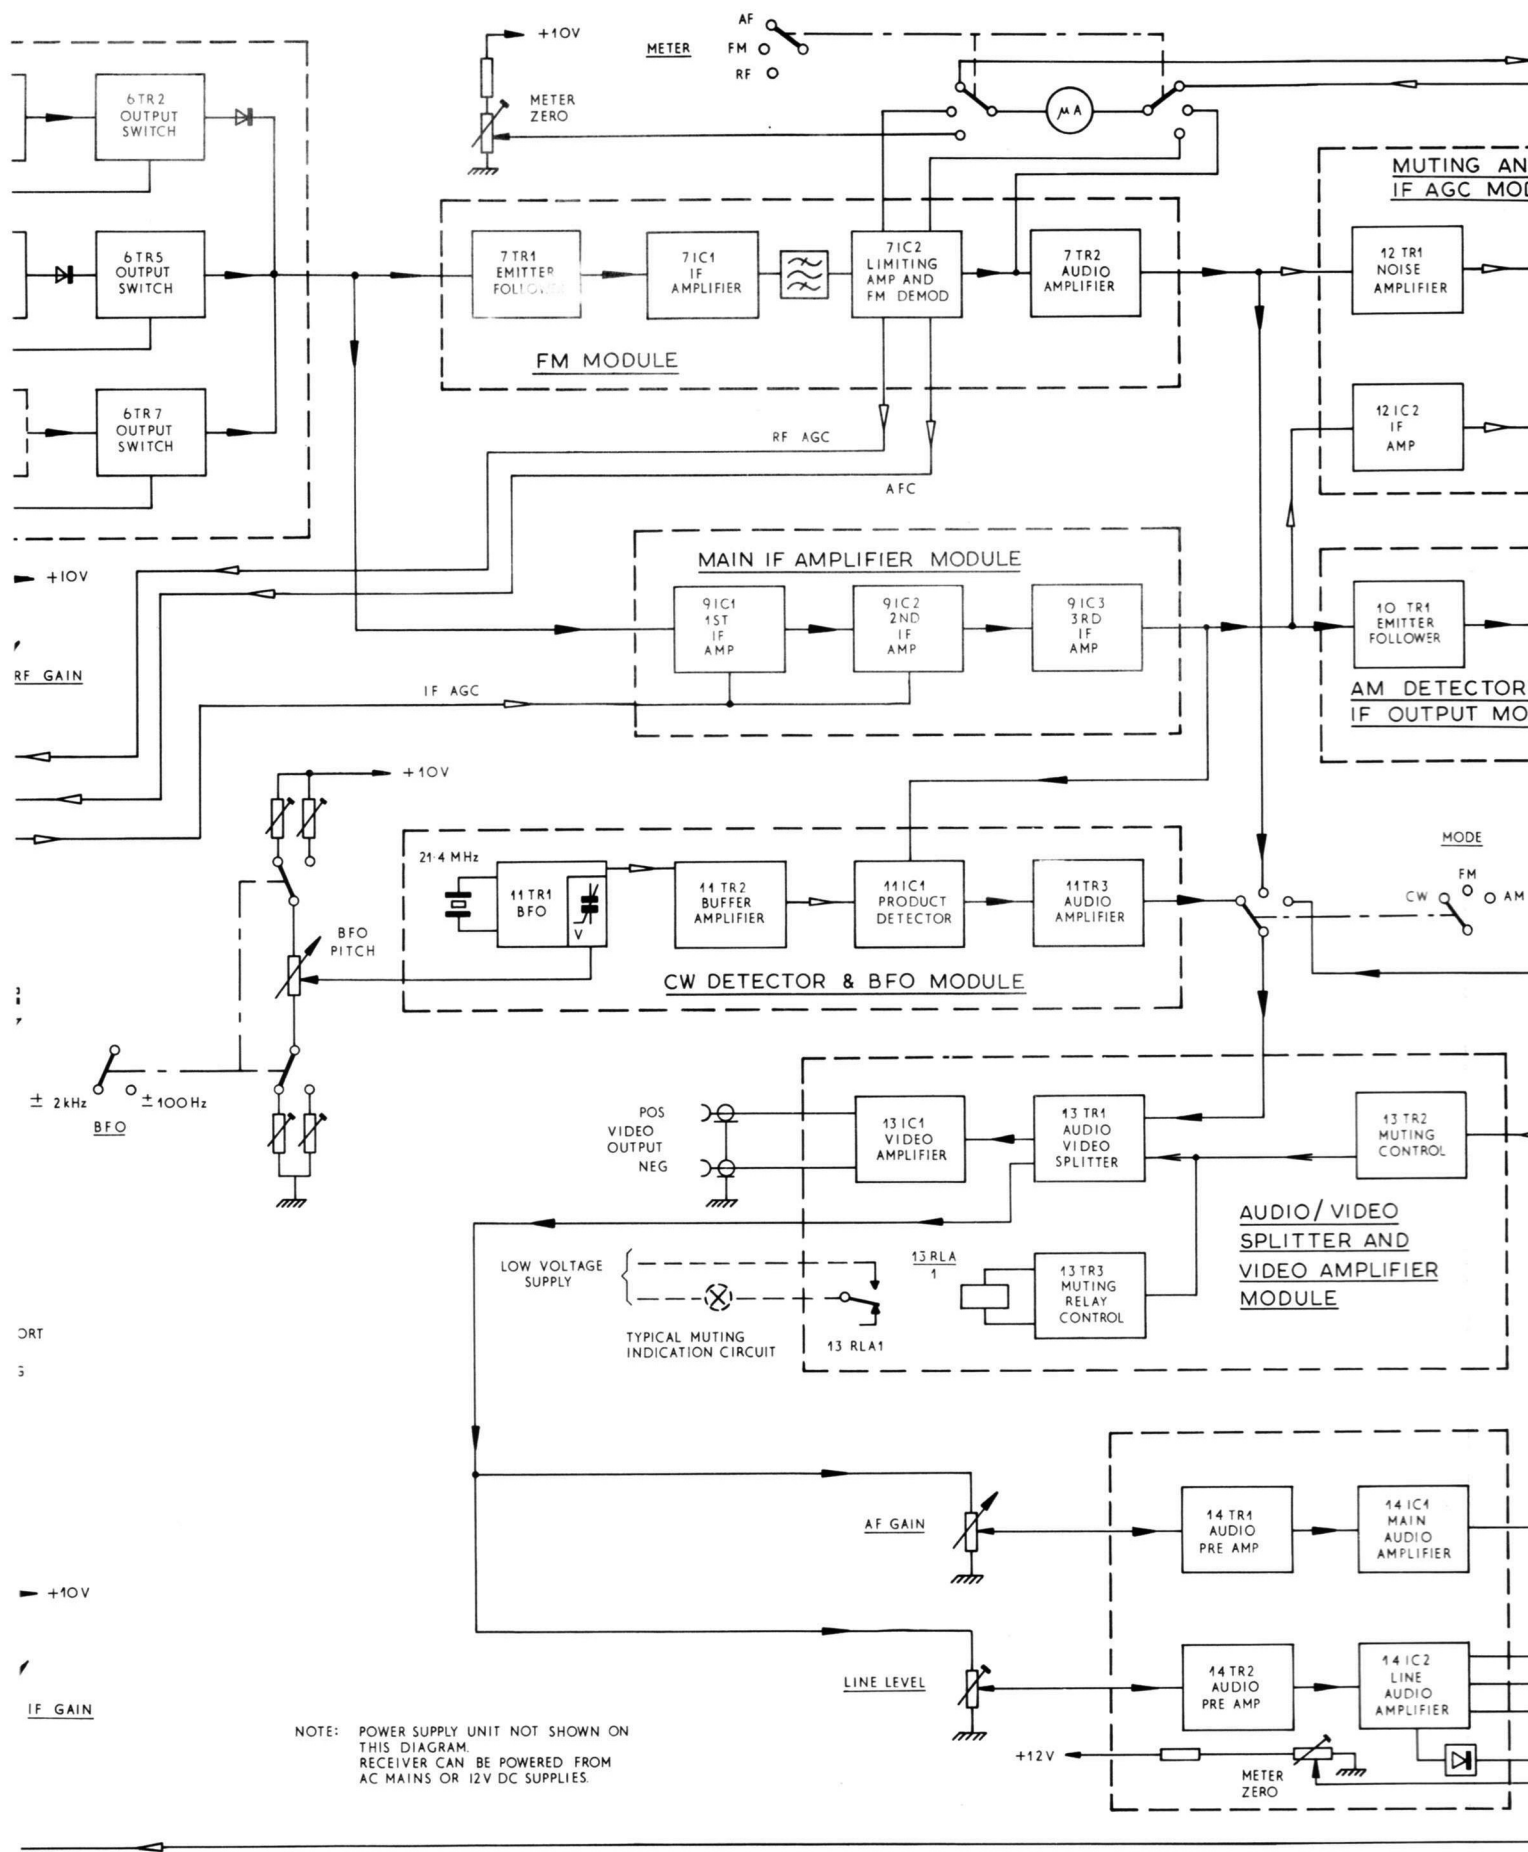 AF
FM
RF
METER
+10V
METER
ZERO
μA
6TR2
OUTPUT
SWITCH
6TR5
OUTPUT
SWITCH
6TR7
OUTPUT
SWITCH
7TR1
EMITTER
FOLLOWER
7IC1
IF
AMPLIFIER
7IC2
LIMITING
AMP AND
FM DEMOD
7TR2
AUDIO
AMPLIFIER
FM MODULE
MUTING AN
IF AGC MOD
12 TR1
NOISE
AMPLIFIER
12 IC2
IF
AMP
RF AGC
AFC
+10V
RF GAIN
MAIN IF AMPLIFIER MODULE
9IC1
1ST
IF
AMP
9IC2
2ND
IF
AMP
9IC3
3RD
IF
AMP
IF AGC
10 TR1
EMITTER
FOLLOWER
AM DETECTOR
IF OUTPUT MO
+10V
21·4 MHz
11TR1
BFO
V
11TR2
BUFFER
AMPLIFIER
11IC1
PRODUCT
DETECTOR
11TR3
AUDIO
AMPLIFIER
CW DETECTOR & BFO MODULE
BFO
PITCH
MODE
FM
CW
AM
± 2kHz
±100Hz
BFO
POS
VIDEO
OUTPUT
NEG
13 IC1
VIDEO
AMPLIFIER
13 TR1
AUDIO
VIDEO
SPLITTER
13 TR2
MUTING
CONTROL
AUDIO/VIDEO
SPLITTER AND
VIDEO AMPLIFIER
MODULE
LOW VOLTAGE
SUPPLY
TYPICAL MUTING
INDICATION CIRCUIT
13 RLA1
13 RLA
1
13 TR3
MUTING
RELAY
CONTROL
ORT
AF GAIN
14 TR1
AUDIO
PRE AMP
14 IC1
MAIN
AUDIO
AMPLIFIER
+10V
IF GAIN
LINE LEVEL
14 TR2
AUDIO
PRE AMP
14 IC2
LINE
AUDIO
AMPLIFIER
+12V
METER
ZERO
NOTE: POWER SUPPLY UNIT NOT SHOWN ON
THIS DIAGRAM.
RECEIVER CAN BE POWERED FROM
AC MAINS OR 12V DC SUPPLIES.